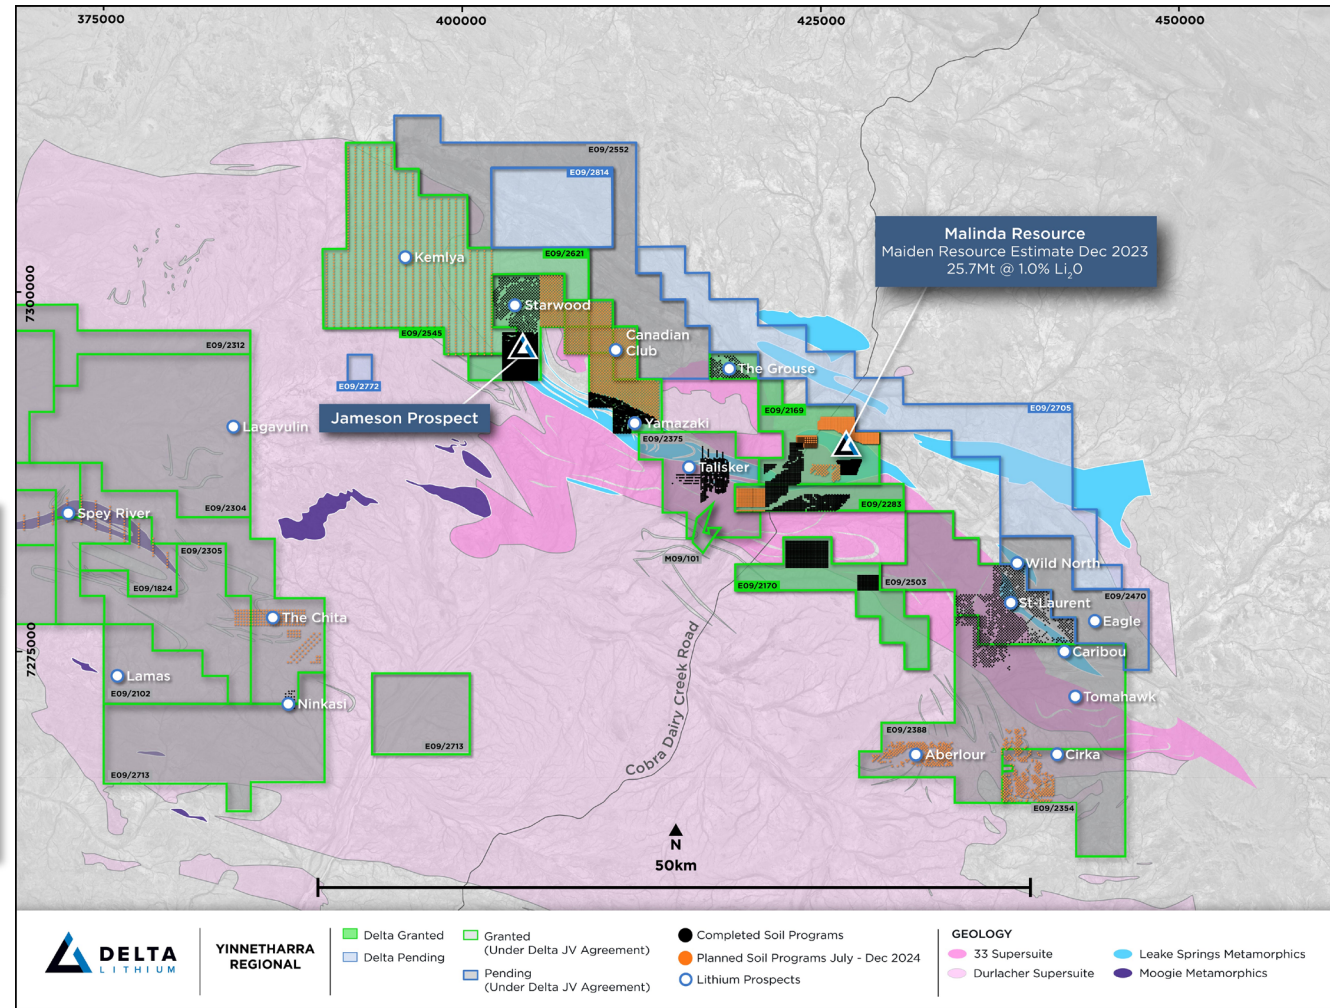 375000
400000
425000
450000
E09/2552
E09/2814
Malinda Resource
Maiden Resource Estimate Dec 2023
25.7Mt @ 1.0% Li₂0
Kemlya
E09/2621
7300000
Starwood
E09/2545
Canadian
Club
E09/2312
The Grouse
E09/2772
Jameson Prospect
E09/2169
E09/2705
Lagavulin
Yamazaki
E09/2375
Talisker
E09/2304
E09/2283
Spey River
E09/2305
M09/101
Wild North
E09/1824
E09/2170
E09/2503
E09/2470
St-Laurent
The Chita
Eagle
7275000
Caribou
Lamas
E09/2102
Tomahawk
Ninkasi
Cobra Dairy Creek Road
E09/2388
E09/2713
Aberlour
Cirka
E09/2713
E09/2354
N
50km
DELTA
LITHIUM
YINNETHARRA
REGIONAL
Delta Granted
Delta Pending
Granted
(Under Delta JV Agreement)
Pending
(Under Delta JV Agreement)
Completed Soil Programs
Planned Soil Programs July - Dec 2024
Lithium Prospects
GEOLOGY
33 Supersuite
Durlacher Supersuite
Leake Springs Metamorphics
Moogie Metamorphics